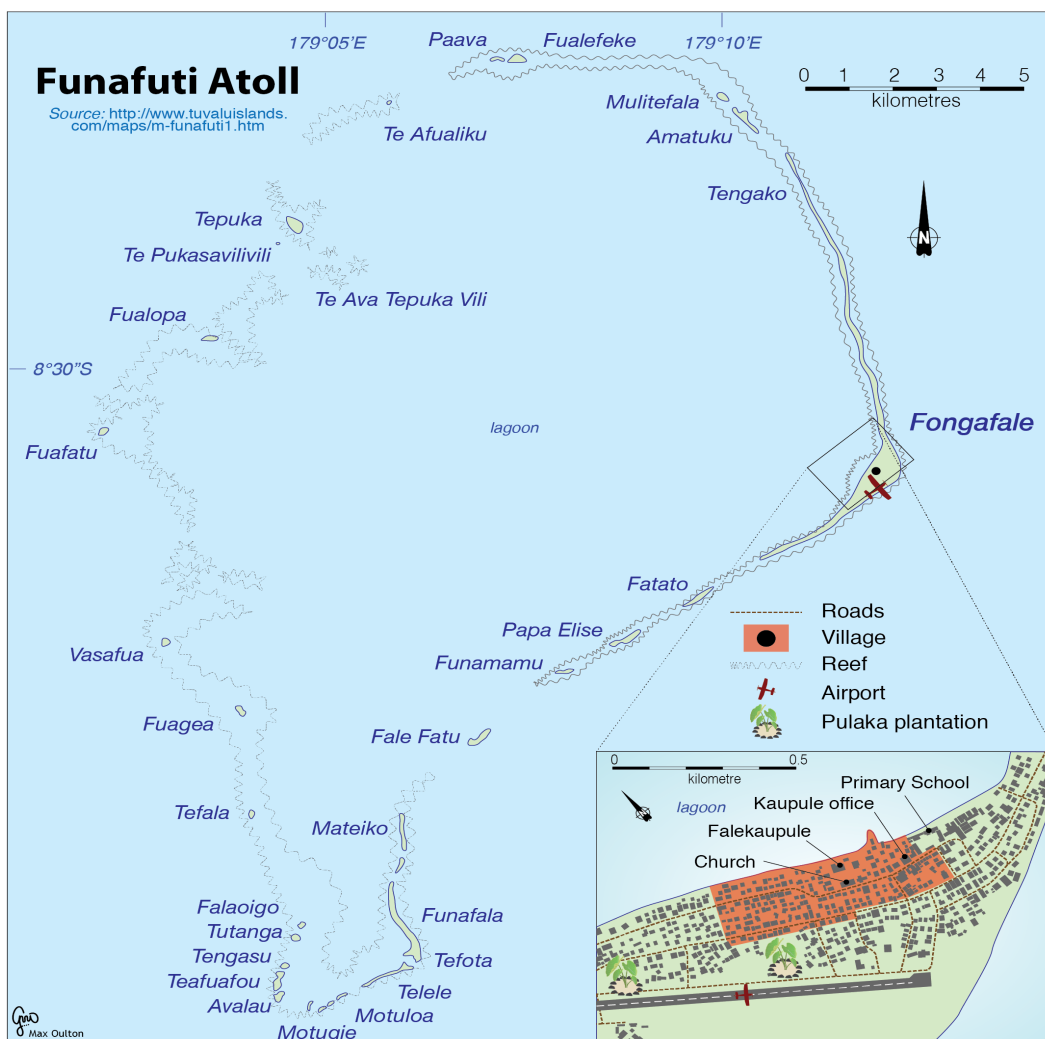 179°05'E
179°10'E
Paava
Fualefeke
Funafuti Atoll
Source: http://www.tuvaluislands.
com/maps/m-funafuti1.htm
0 1 2 3 4 5
kilometres
Mulitefala
Te Afualiku
Amatuku
Tengako
Tepuka
N
Te Pukasavilivili
Te Ava Tepuka Vili
Fualopa
8°30"S
Fongafale
lagoon
Fuafatu
Fatato
Roads
Papa Elise
Village
Vasafua
Funamamu
Reef
Airport
Fuagea
Pulaka plantation
Fale Fatu
0 0.5
kilometre
Primary School
lagoon
Kaupule office
Tefala
Mateiko
Falekaupule
Church
Falaoigo
Funafala
Tutanga
Tengasu
Tefota
Teafuafou
Telele
Avalau
Motuloa
Motugie
Max Oulton